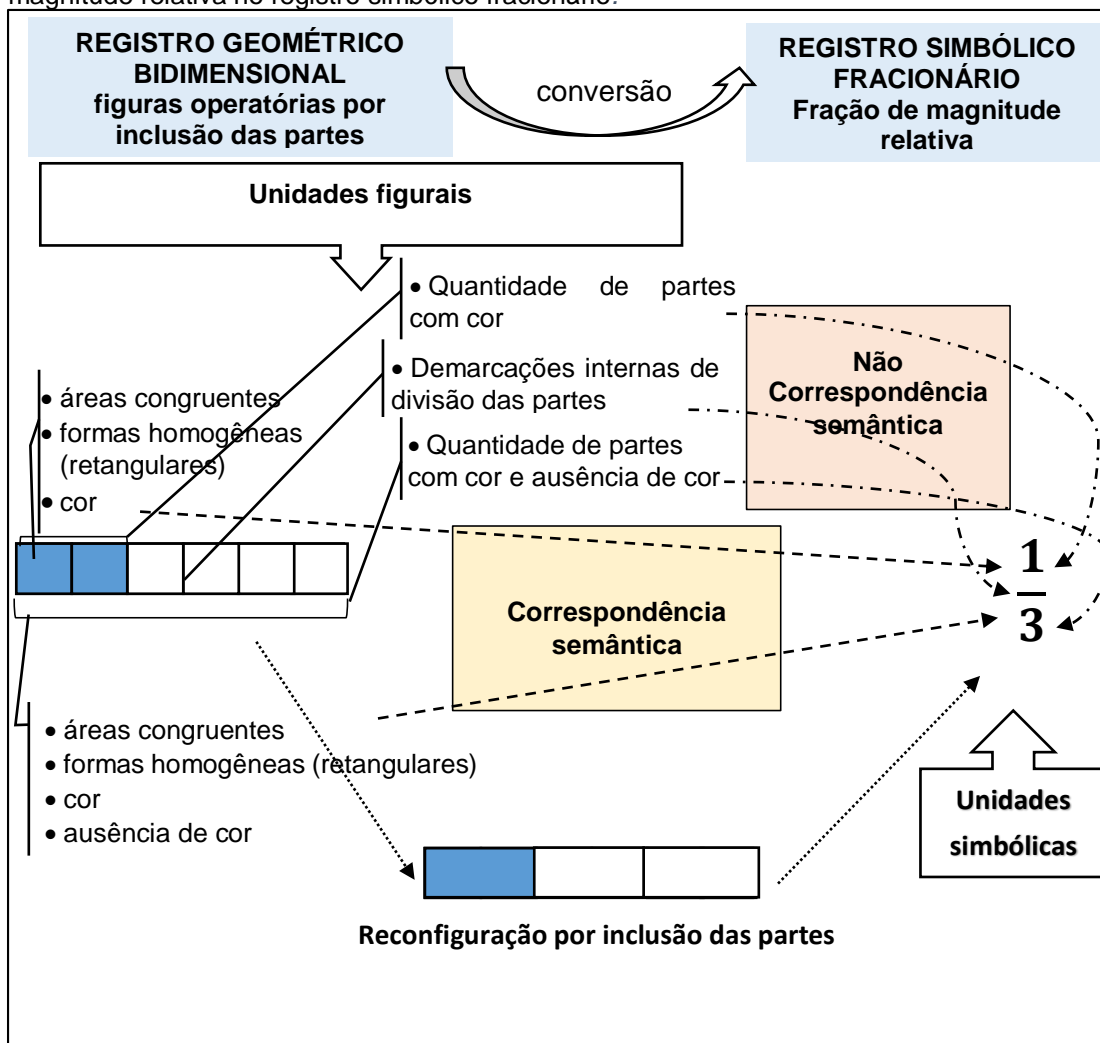 magnitude relativa no registro simbólico fracionário.
REGISTRO GEOMÉTRICO
BIDIMENSIONAL
figuras operatórias por
inclusão das partes
conversão
REGISTRO SIMBÓLICO
FRACIONÁRIO
Fração de magnitude
relativa
Unidades figurais
• Quantidade de partes
com cor
• Demarcações internas de
divisão das partes
• Quantidade de partes
com cor e ausência de cor
Não
Correspondência
semântica
• áreas congruentes
• formas homogêneas
(retangulares)
• cor
Correspondência
semântica
1
3
• áreas congruentes
• formas homogêneas (retangulares)
• cor
• ausência de cor
Unidades
simbólicas
Reconfiguração por inclusão das partes